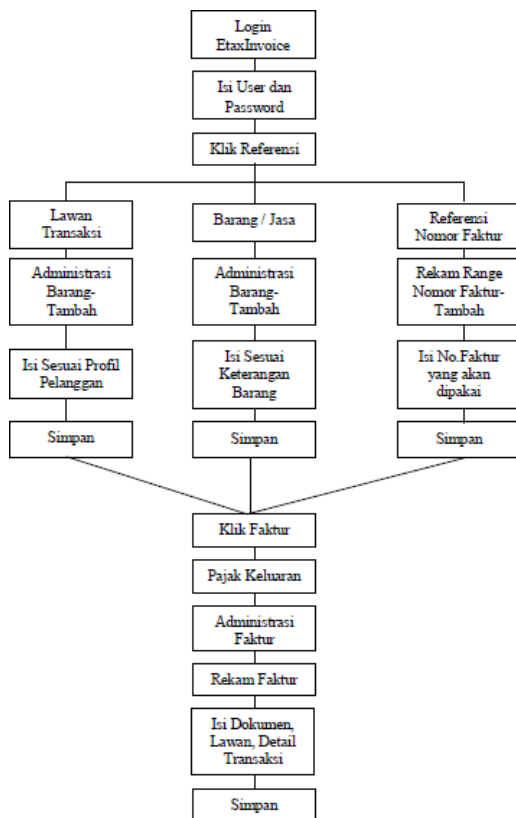 Login
EtaxInvoice
Isi User dan
Password
Klik Referensi
Lawan
Transaksi
Barang / Jasa
Referensi
Nomor Faktur
Administrasi
Barang-
Tambah
Administrasi
Barang-
Tambah
Rekam Range
Nomor Faktur-
Tambah
Isi Sesuai Profil
Pelanggan
Isi Sesuai
Keterangan
Barang
Isi No.Faktur
yang akan
dipakai
Simpan
Simpan
Simpan
Klik Faktur
Pajak Keluaran
Administrasi
Faktur
Rekam Faktur
Isi Dokumen,
Lawan, Detail
Transaksi
Simpan